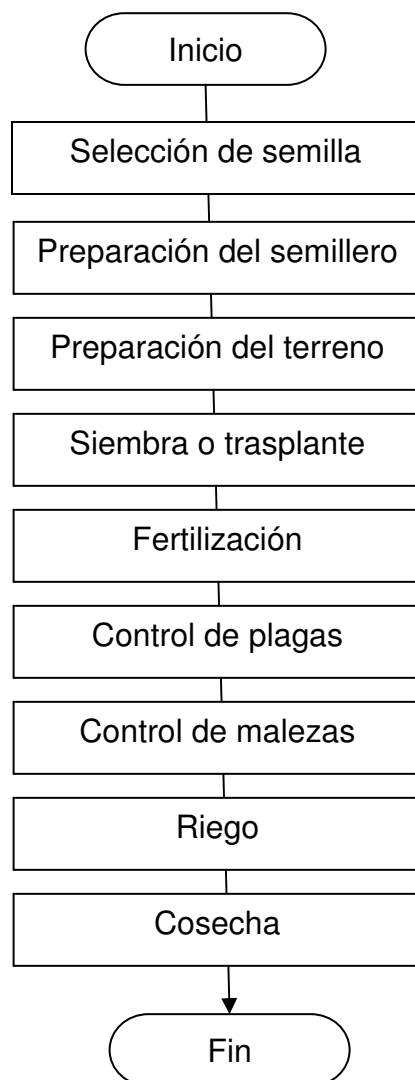 Inicio
Selección de semilla
Preparación del semillero
Preparación del terreno
Siembra o trasplante
Fertilización
Control de plagas
Control de malezas
Riego
Cosecha
Fin